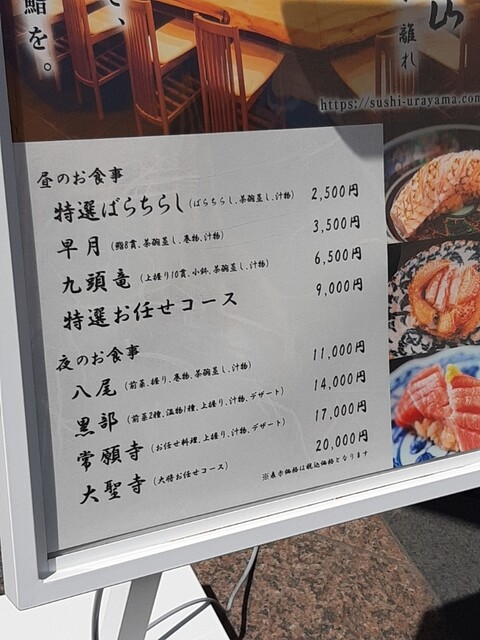 て、
鮨を。
山
離れ
https://sushi-urayama.com
昼のお食事
特選ばらちらし(ばらちらし、茶碗蒸し、汁物) 2,500円
早月(鮨8貫、茶碗蒸し、巻物、汁物) 3,500円
九頭竜(上握り10貫、小鉢、茶碗蒸し、汁物) 6,500円
特選お任せコース 9,000円
夜のお食事
八尾(前菜、握り、巻物、茶碗蒸し、汁物) 11,000円
黒部(前菜2種、温物1種、上握り、汁物、デザート) 14,000円
常願寺(お任せ料理、上握り、汁物、デザート) 17,000円
大聖寺(大将お任せコース) 20,000円
※表示価格は税込価格となります